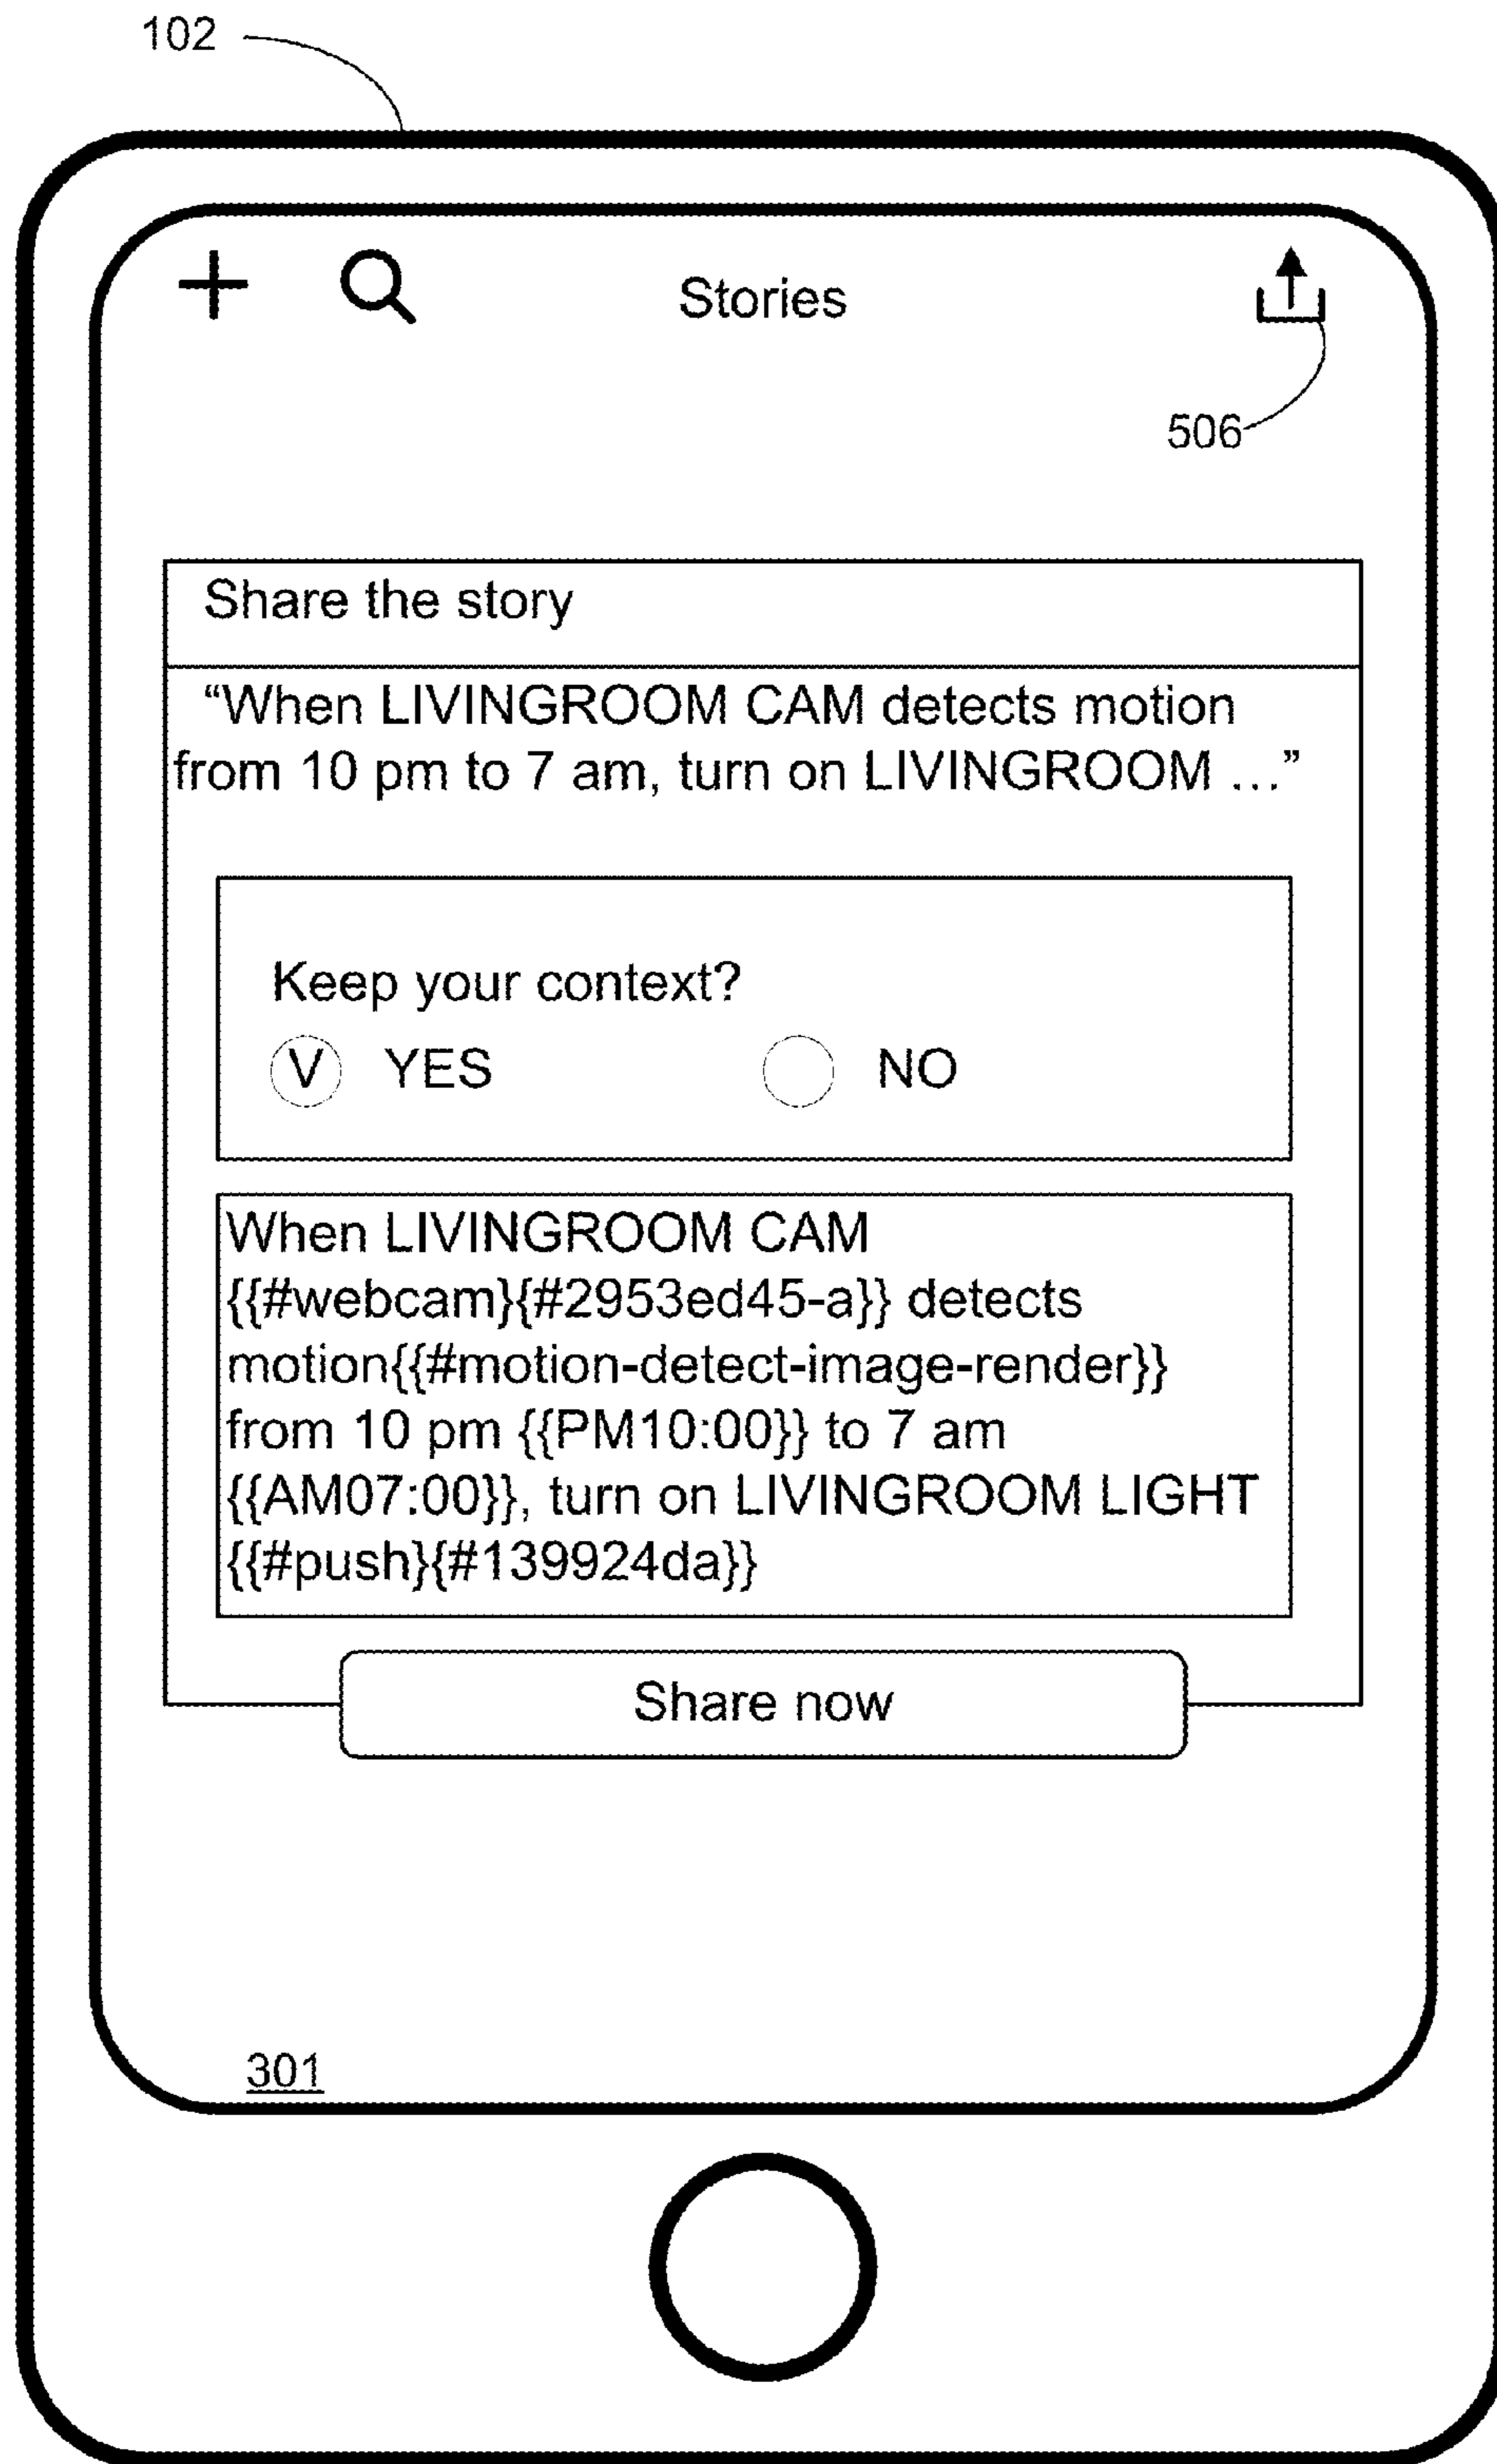 102
Stories
506
Share the story
“When LIVINGROOM CAM detects motion
from 10 pm to 7 am, turn on LIVINGROOM ...”
Keep your context?
V YES NO
When LIVINGROOM CAM
{{#webcam}{#2953ed45-a}} detects
motion{{#motion-detect-image-render}}
from 10 pm {{PM10:00}} to 7 am
{{AM07:00}}, turn on LIVINGROOM LIGHT
{{#push}{#139924da}}
Share now
301